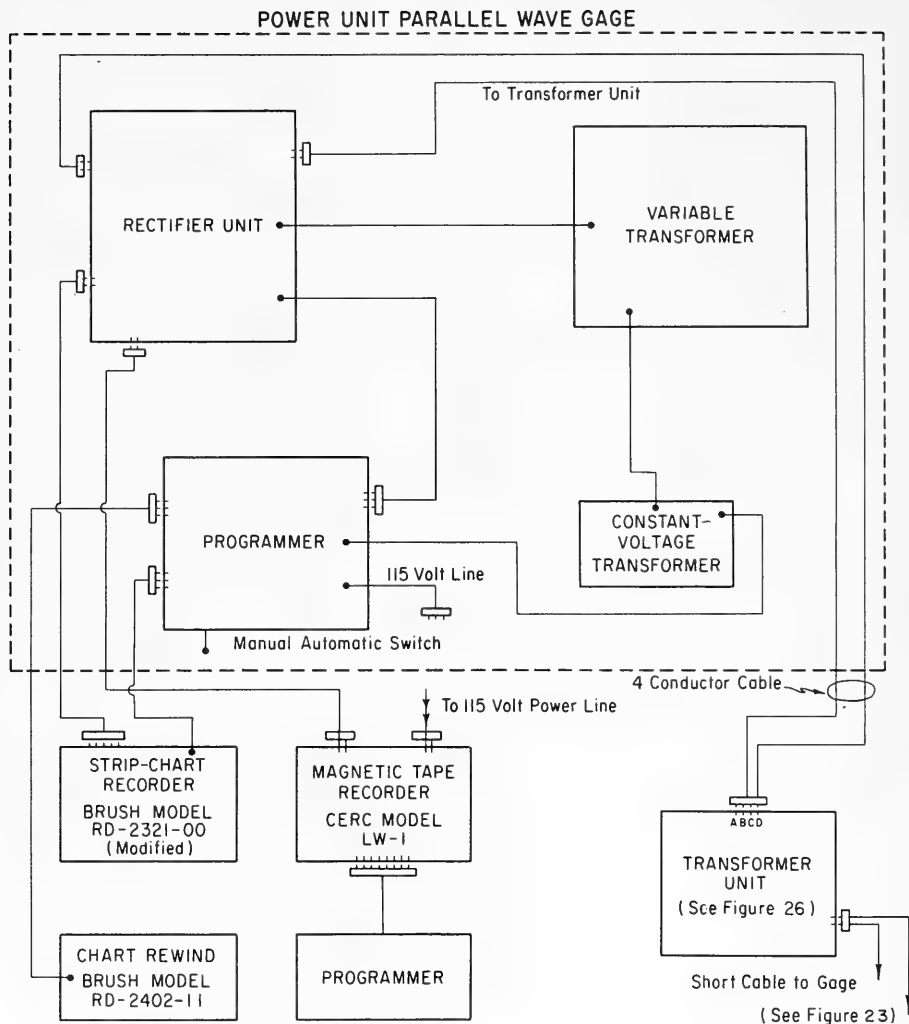 POWER UNIT PARALLEL WAVE GAGE
To Transformer Unit
RECTIFIER UNIT
VARIABLE
TRANSFORMER
PROGRAMMER
115 Volt Line
CONSTANT-
VOLTAGE
TRANSFORMER
Manual Automatic Switch
4 Conductor Cable
To 115 Volt Power Line
STRIP-CHART
RECORDER
BRUSH MODEL
RD-2321-00
(Modified)
MAGNETIC TAPE
RECORDER
CERC MODEL
LW-1
ABCD
TRANSFORMER
UNIT
(See Figure 26)
CHART REWIND
BRUSH MODEL
RD-2402-11
PROGRAMMER
Short Cable to Gage
(See Figure 23)